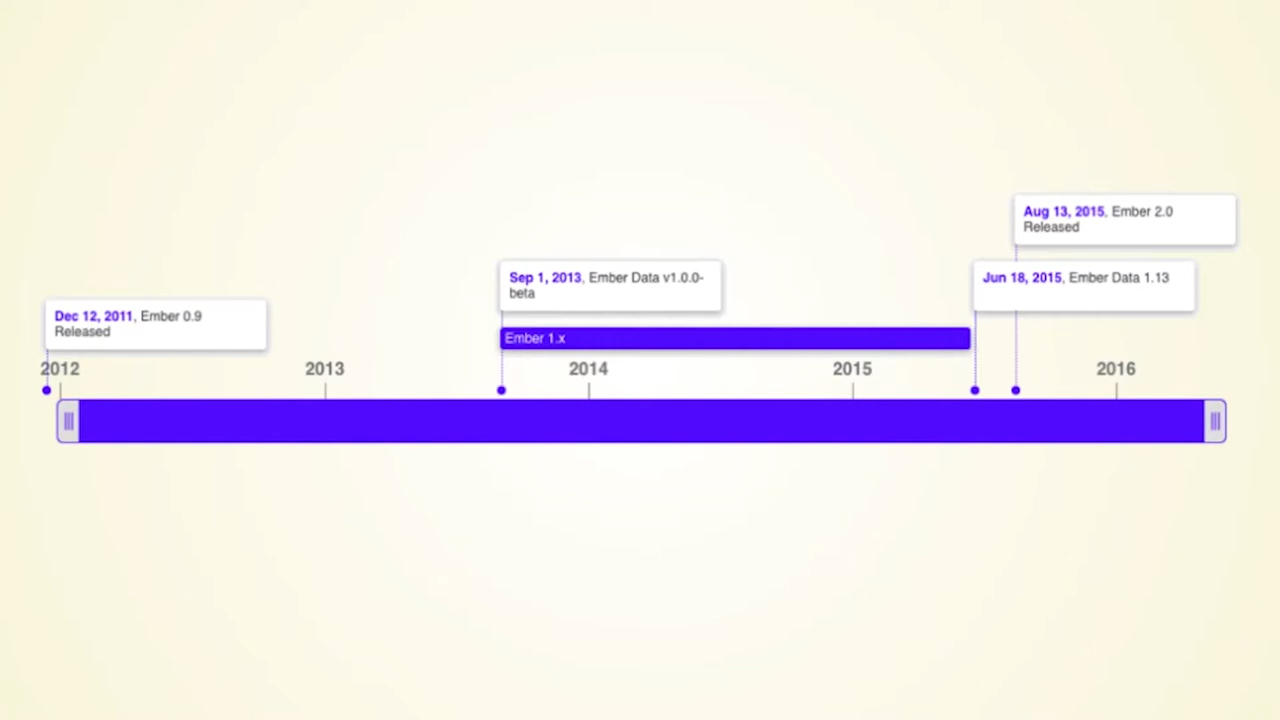 Aug 13, 2015, Ember 2.0
Released
Sep 1, 2013, Ember Data v1.0.0-
beta
Jun 18, 2015, Ember Data 1.13
Dec 12, 2011, Ember 0.9
Released
Ember 1.x
2012
2013
2014
2015
2016